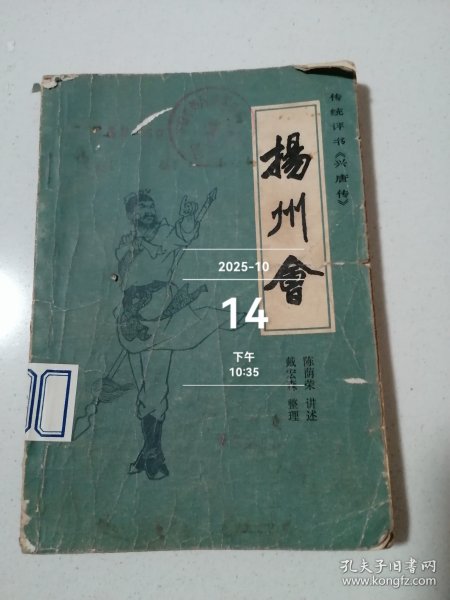 传统评书《兴唐传》
揚州會
陈荫荣 讲述
戴宏森 整理
2025-10
14
下午
10:35
孔夫子旧书网
www.kongfz.com